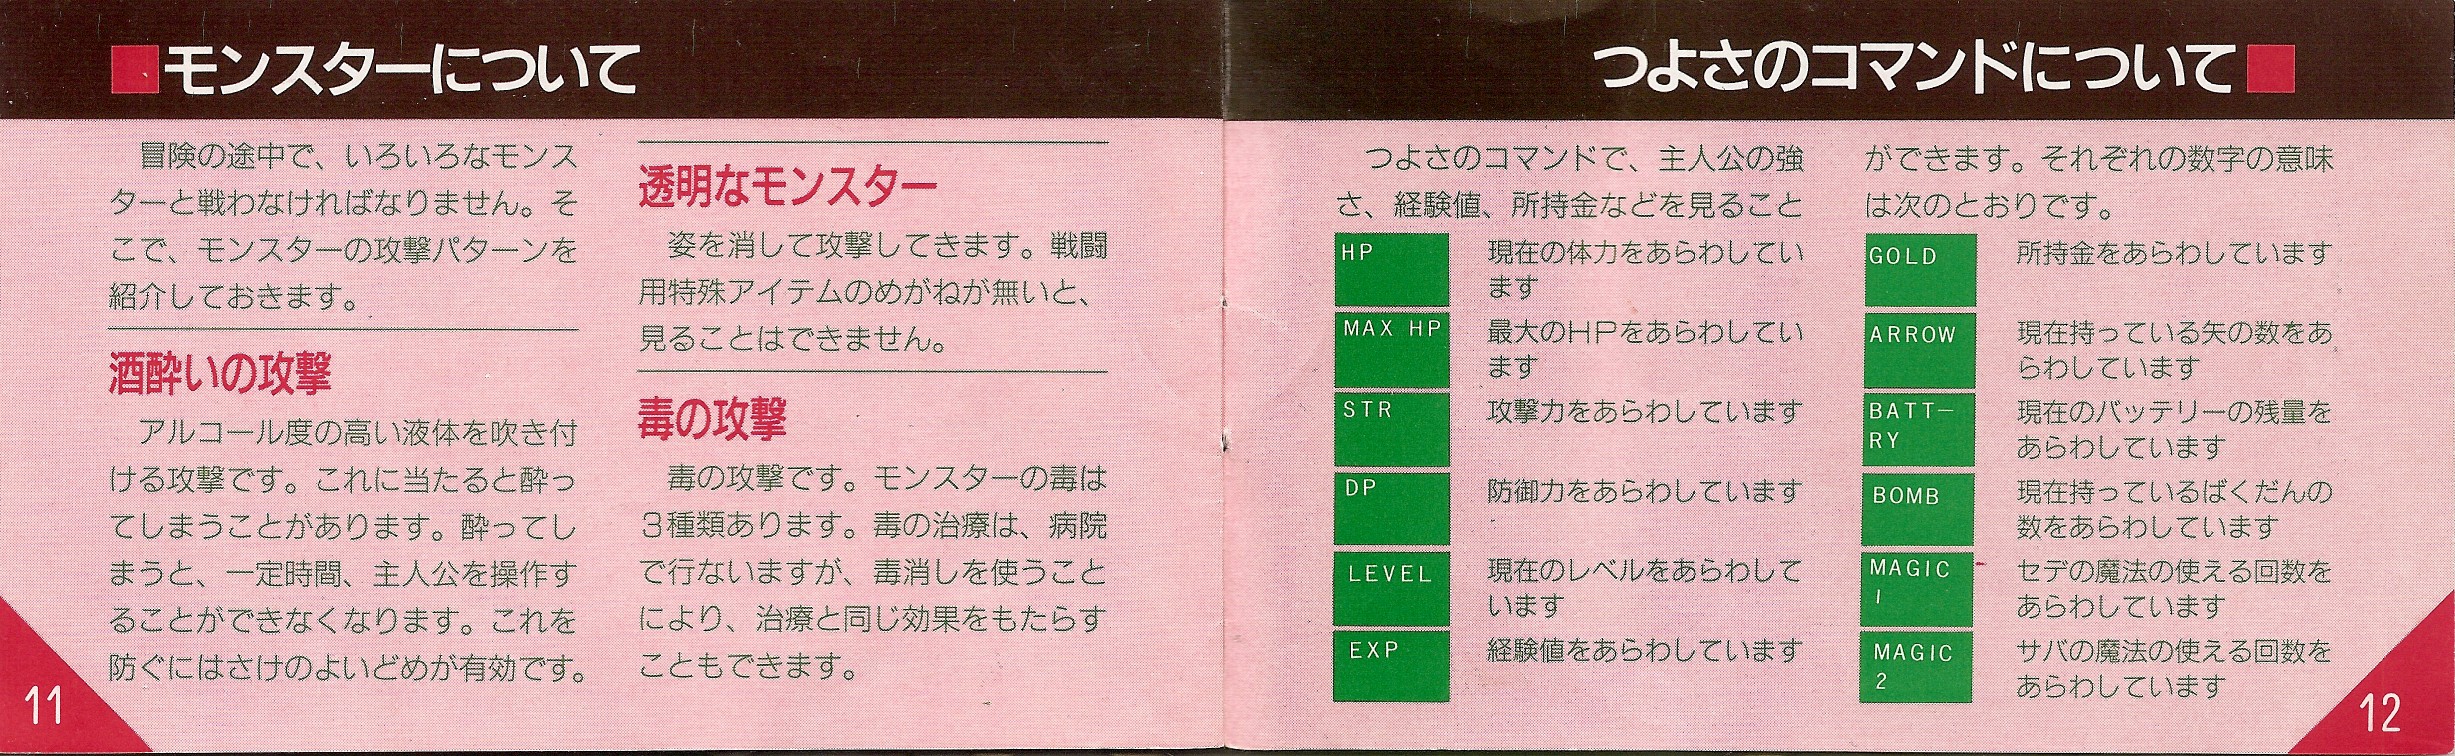 ■モンスターについて
冒険の途中で、いろいろなモンス
ターと戦わなければなりません。そ
こで、モンスターの攻撃パターンを
紹介しておきます。
酒酔いの攻撃
アルコール度の高い液体を吹き付
ける攻撃です。これに当たると酔っ
てしまうことがあります。酔ってし
まうと、一定時間、主人公を操作す
ることができなくなります。これを
防ぐにはさけのよいどめが有効です。
透明なモンスター
姿を消して攻撃してきます。戦闘
用特殊アイテムのめがねが無いと、
見ることはできません。
毒の攻撃
毒の攻撃です。モンスターの毒は
3種類あります。毒の治療は、病院
で行ないますが、毒消しを使うこと
により、治療と同じ効果をもたらす
こともできます。
11
つよさのコマンドについて■
つよさのコマンドで、主人公の強
さ、経験値、所持金などを見ること
ができます。それぞれの数字の意味
は次のとおりです。
HP
現在の体力をあらわしてい
ます
MAX HP
最大のHPをあらわしてい
ます
STR
攻撃力をあらわしています
DP
防御力をあらわしています
LEVEL
現在のレベルをあらわして
います
EXP
経験値をあらわしています
GOLD
所持金をあらわしています
ARROW
現在持っている矢の数をあ
らわしています
BATT−
RY
現在のバッテリーの残量を
あらわしています
BOMB
現在持っているばくだんの
数をあらわしています
MAGIC
1
セデの魔法の使える回数を
あらわしています
MAGIC
2
サバの魔法の使える回数を
あらわしています
12